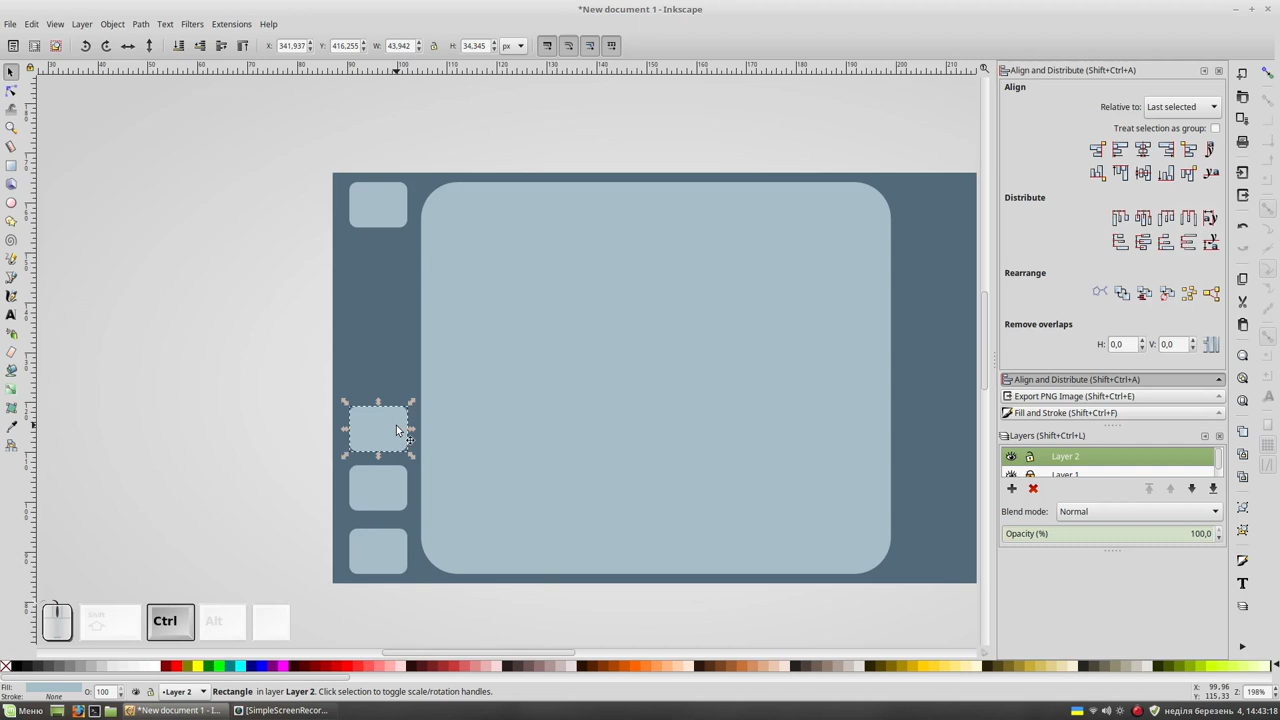 *New document 1 - Inkscape
File Edit View Layer Object Path Text Filters Extensions Help
X: 341,937 Y: 416,255 W: 43,942 H: 34,345 px
Align and Distribute (Shift+Ctrl+A)
Align
Relative to: Last selected
Treat selection as group:
Distribute
Rearrange
Remove overlaps
H: 0,0 V: 0,0
Align and Distribute (Shift+Ctrl+A)
Export PNG Image (Shift+Ctrl+E)
Fill and Stroke (Shift+Ctrl+F)
Layers (Shift+Ctrl+L)
Layer 2
Layer 1
Blend mode: Normal
Opacity (%) 100,0
Shift Ctrl Alt
Fill:
Stroke: None
O: 100
•Layer 2
Rectangle in layer Layer 2. Click selection to toggle scale/rotation handles.
X: 99,96
Y: 115,33
Z: 198%
Меню *New document 1 - I... [SimpleScreenRecor... неділя березень 4, 14:43:18